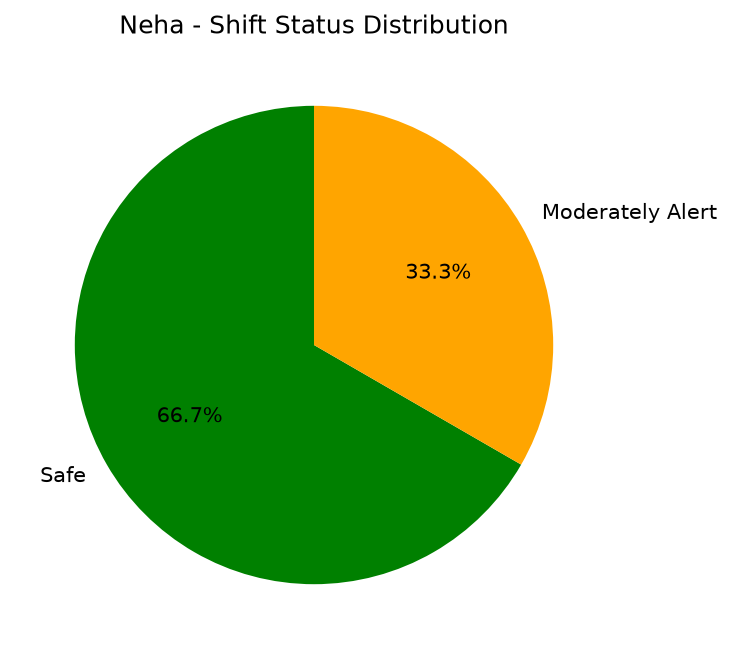 Neha - Shift Status Distribution
Moderately Alert
33.3%
66.7%
Safe